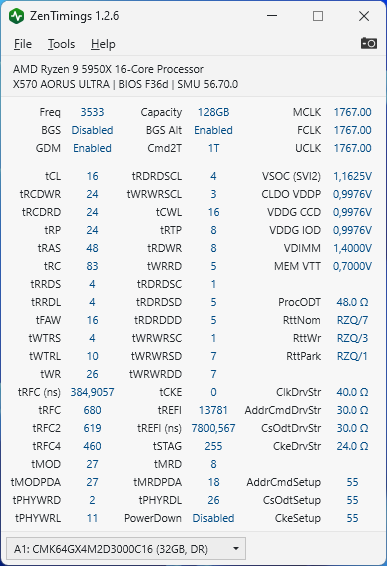 ZenTimings 1.2.6
File Tools Help
AMD Ryzen 9 5950X 16-Core Processor
X570 AORUS ULTRA | BIOS F36d | SMU 56.70.0
Freq 3533 Capacity 128GB MCLK 1767.00
BGS Disabled BGS Alt Enabled FCLK 1767.00
GDM Enabled Cmd2T 1T UCLK 1767.00
tCL 16 tRDRDSCL 4 VSOC (SVI2) 1,1625V
tRCDWR 24 tWRWRSCL 3 CLDO VDDP 0,9976V
tRCDRD 24 tCWL 16 VDDG CCD 0,9976V
tRP 24 tRTP 8 VDDG IOD 0,9976V
tRAS 48 tRDWR 8 VDIMM 1,4000V
tRC 83 tWRRD 5 MEM VTT 0,7000V
tRRDS 4 tRDRDSC 1
tRRDL 4 tRDRDSD 5 ProcODT 48.0 Ω
tFAW 16 tRDRDDD 5 RttNom RZQ/7
tWTRS 4 tWRWRSC 1 RttWr RZQ/3
tWTRL 10 tWRWRSD 7 RttPark RZQ/1
tWR 26 tWRWRDD 7
tRFC (ns) 384,9057 tCKE 0 ClkDrvStr 40.0 Ω
tRFC 680 tREFI 13781 AddrCmdDrvStr 30.0 Ω
tRFC2 619 tREFI (ns) 7800,567 CsOdtDrvStr 30.0 Ω
tRFC4 460 tSTAG 255 CkeDrvStr 24.0 Ω
tMOD 27 tMRD 8
tMODPDA 27 tMRDPDA 18 AddrCmdSetup 55
tPHYWRD 2 tPHYRDL 26 CsOdtSetup 55
tPHYWRL 11 PowerDown Disabled CkeSetup 55
A1: CMK64GX4M2D3000C16 (32GB, DR)